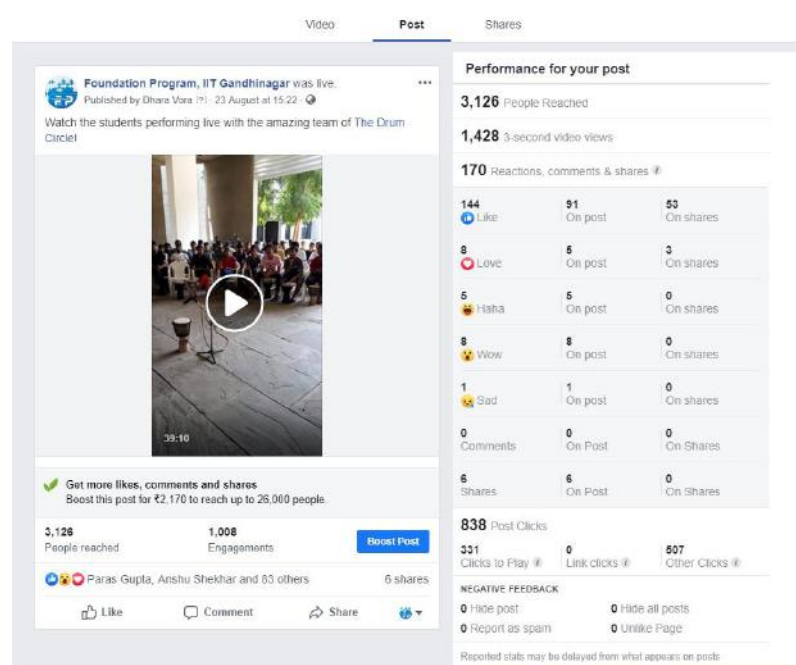 Video Post Shares
Foundation Program, IIT Gandhinagar was live.
Published by Dhara Vora [?] · 23 August at 15:22 ·
Watch the students performing live with the amazing team of The Drum
Circle!
39:10
Get more likes, comments and shares
Boost this post for ₹2,170 to reach up to 26,000 people.
3,126 1,008
People reached Engagements
Boost Post
Paras Gupta, Anshu Shekhar and 63 others 6 shares
Like Comment Share
Performance for your post
3,126 People Reached
1,428 3-second video views
170 Reactions, comments & shares
144 91 53
Like On post On shares
8 5 3
Love On post On shares
5 5 0
Haha On post On shares
8 8 0
Wow On post On shares
1 1 0
Sad On post On shares
0 0 0
Comments On Post On Shares
6 6 0
Shares On Post On Shares
838 Post Clicks
331 0 507
Clicks to Play Link clicks Other Clicks
NEGATIVE FEEDBACK
0 Hide post 0 Hide all posts
0 Report as spam 0 Unlike Page
Reported stats may be delayed from what appears on posts